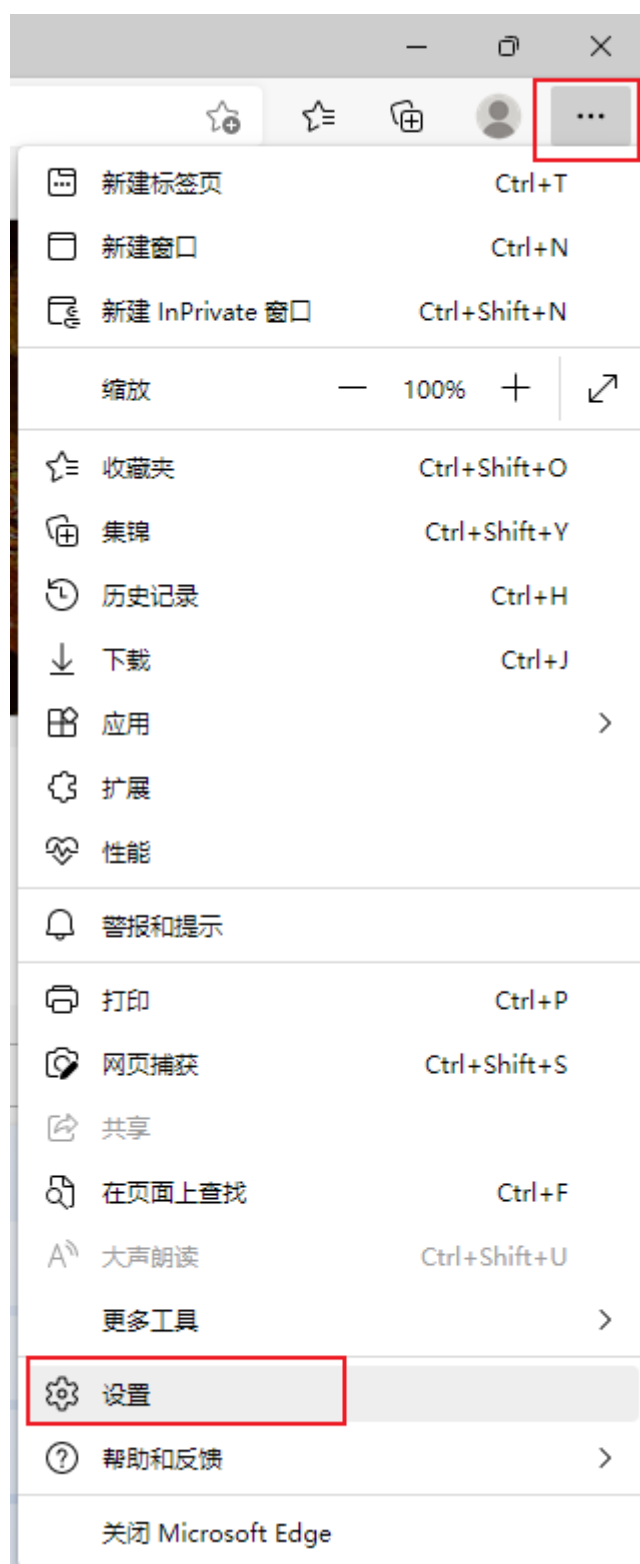 新建标签页 Ctrl+T
新建窗口 Ctrl+N
新建 InPrivate 窗口 Ctrl+Shift+N
缩放 100%
收藏夹 Ctrl+Shift+O
集锦 Ctrl+Shift+Y
历史记录 Ctrl+H
下载 Ctrl+J
应用
扩展
性能
警报和提示
打印 Ctrl+P
网页捕获 Ctrl+Shift+S
共享
在页面上查找 Ctrl+F
大声朗读 Ctrl+Shift+U
更多工具
设置
帮助和反馈
关闭 Microsoft Edge